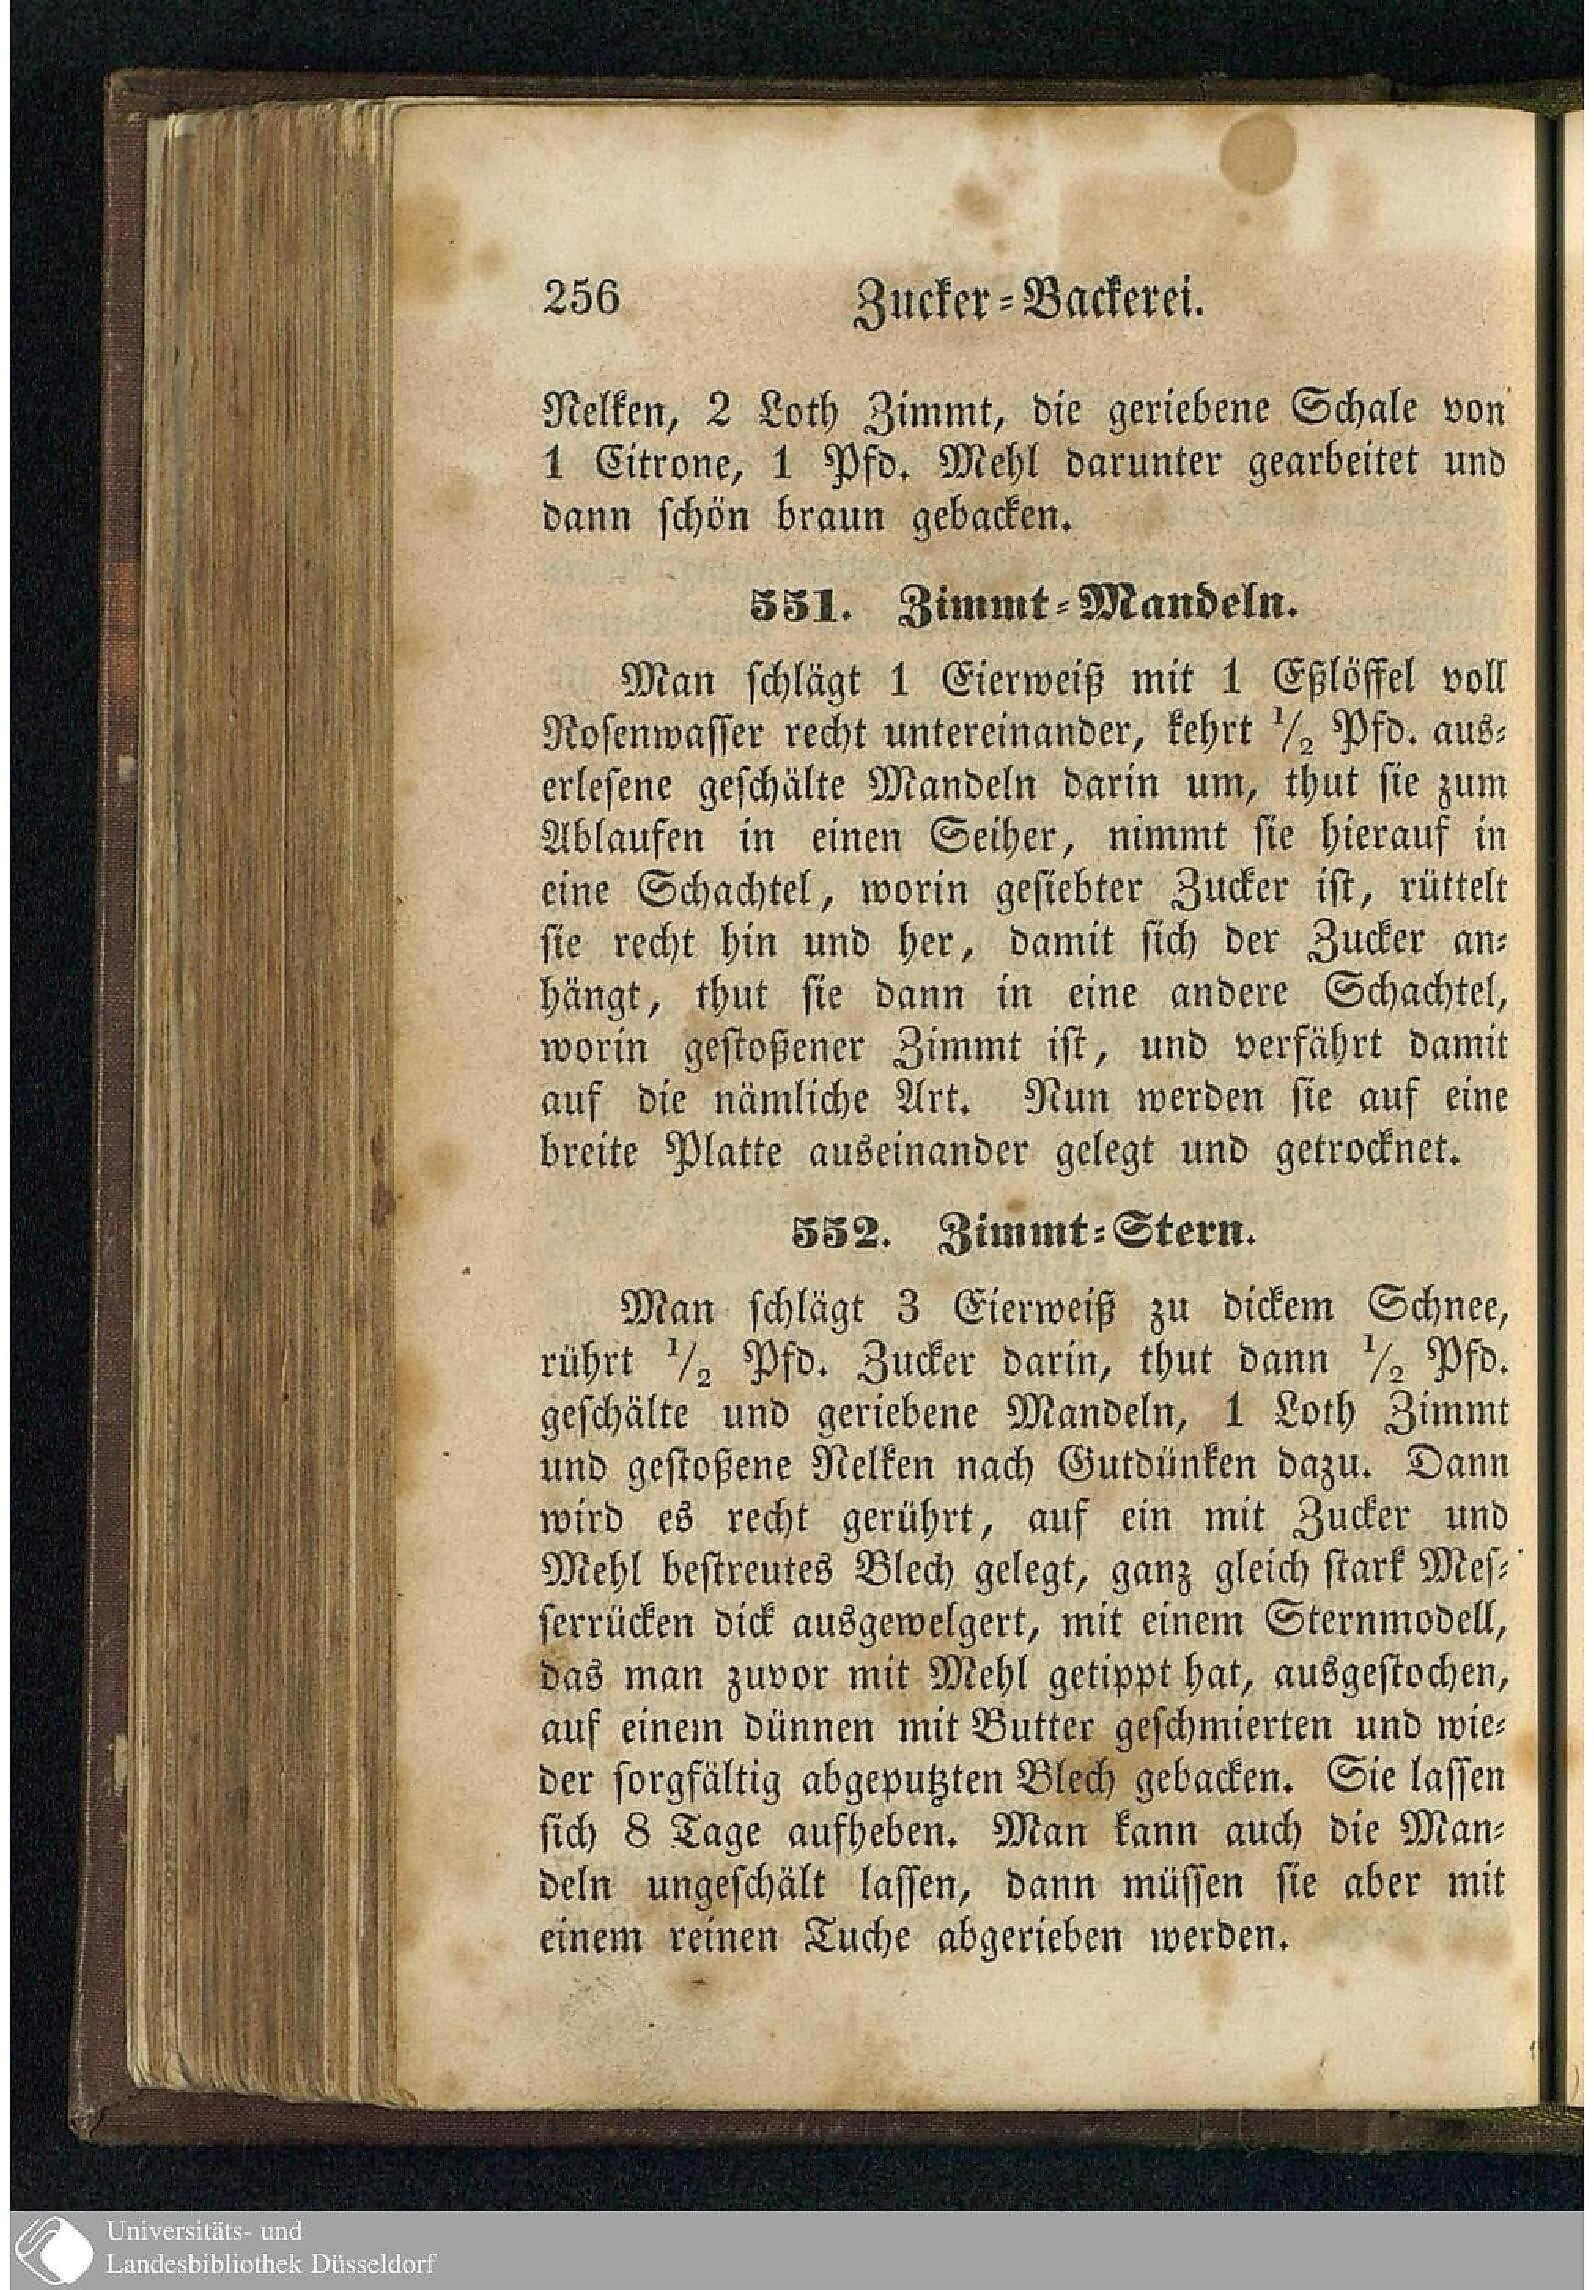 256 Zucker-Backerei.
Nelken, 2 Loth Zimmt, die geriebene Schale von
1 Citrone, 1 Pfd. Mehl darunter gearbeitet und
dann schön braun gebacken.
551. Zimmt-Mandeln.
Man schlägt 1 Eierweiß mit 1 Eßlöffel voll
Rosenwasser recht untereinander, kehrt 1/2 Pfd. aus-
erlesene geschälte Mandeln darin um, thut sie zum
Ablaufen in einen Seiher, nimmt sie hierauf in
eine Schachtel, worin gesiebter Zucker ist, rüttelt
sie recht hin und her, damit sich der Zucker an-
hängt, thut sie dann in eine andere Schachtel,
worin gestoßener Zimmt ist, und verfährt damit
auf die nämliche Art. Nun werden sie auf eine
breite Platte auseinander gelegt und getrocknet.
552. Zimmt-Stern.
Man schlägt 3 Eierweiß zu dickem Schnee,
rührt 1/2 Pfd. Zucker darin, thut dann 1/2 Pfd.
geschälte und geriebene Mandeln, 1 Loth Zimmt
und gestoßene Nelken nach Gutdünken dazu. Dann
wird es recht gerührt, auf ein mit Zucker und
Mehl bestreutes Blech gelegt, ganz gleich stark Mes-
serrücken dick ausgewelgert, mit einem Sternmodell,
das man zuvor mit Mehl getippt hat, ausgestochen,
auf einem dünnen mit Butter geschmierten und wie-
der sorgfältig abgeputzten Blech gebacken. Sie lassen
sich 8 Tage aufheben. Man kann auch die Man-
deln ungeschält lassen, dann müssen sie aber mit
einem reinen Tuche abgerieben werden.
Universitäts- und
Landesbibliothek Düsseldorf